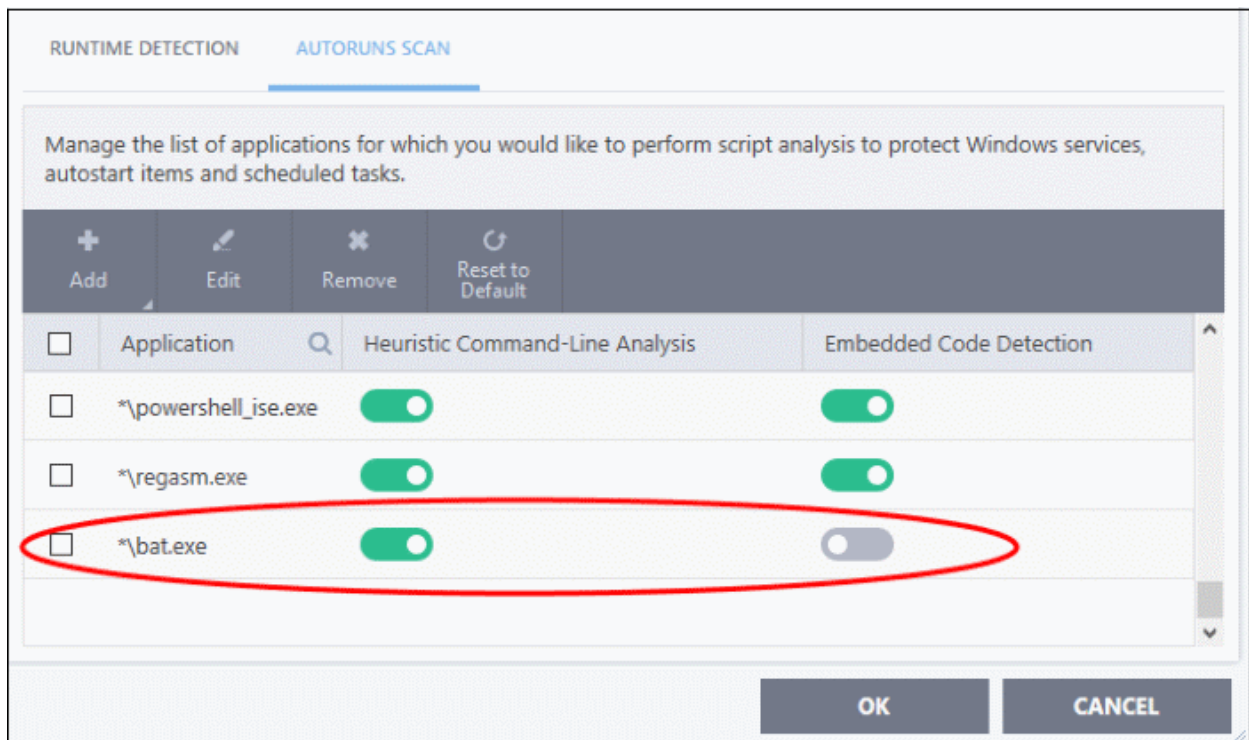 RUNTIME DETECTION AUTORUNS SCAN
Manage the list of applications for which you would like to perform script analysis to protect Windows services,
autostart items and scheduled tasks.
Add Edit Remove Reset to
Default
Application Heuristic Command-Line Analysis Embedded Code Detection
*\powershell_ise.exe
*\regasm.exe
*\bat.exe
OK CANCEL